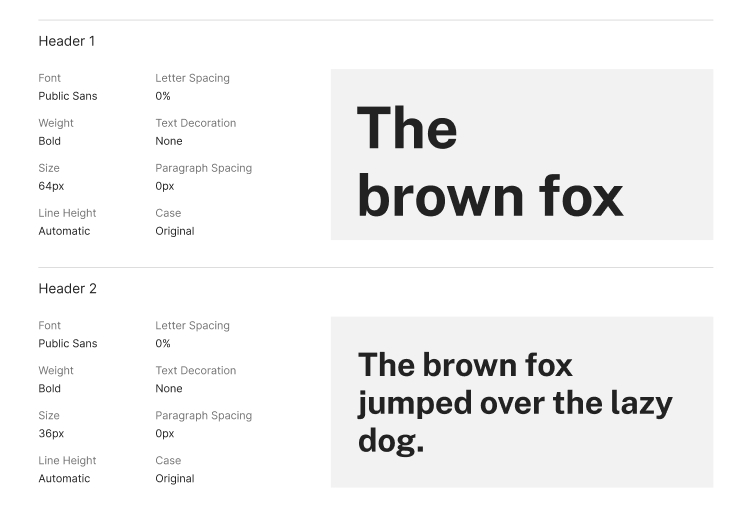 Header 1
Font
Public Sans
Letter Spacing
0%
Weight
Bold
Text Decoration
None
Size
64px
Paragraph Spacing
0px
Line Height
Automatic
Case
Original
The
brown fox
Header 2
Font
Public Sans
Letter Spacing
0%
Weight
Bold
Text Decoration
None
Size
36px
Paragraph Spacing
0px
Line Height
Automatic
Case
Original
The brown fox
jumped over the lazy
dog.